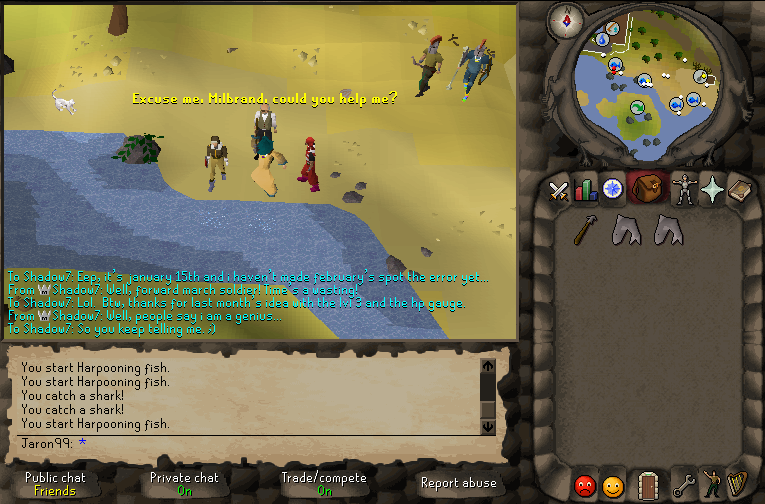 Excuse me, Milbrand, could you help me?
To Shadow7: Eep, it's january 15th and i haven't made february's spot the error yet...
From Shadow7: Well, forward march soldier! Time's a wasting!
To Shadow7: Lol. Btw, thanks for last month's idea with the lvl 3 and the hp gauge.
From Shadow7: Well, people say i am a genius...
To Shadow7: So you keep telling me. ;)
You start Harpooning fish.
You start Harpooning fish.
You catch a shark!
You catch a shark!
You start Harpooning fish.
Jaron99: *
Public chat
Friends
Private chat
On
Trade/compete
On
Report abuse